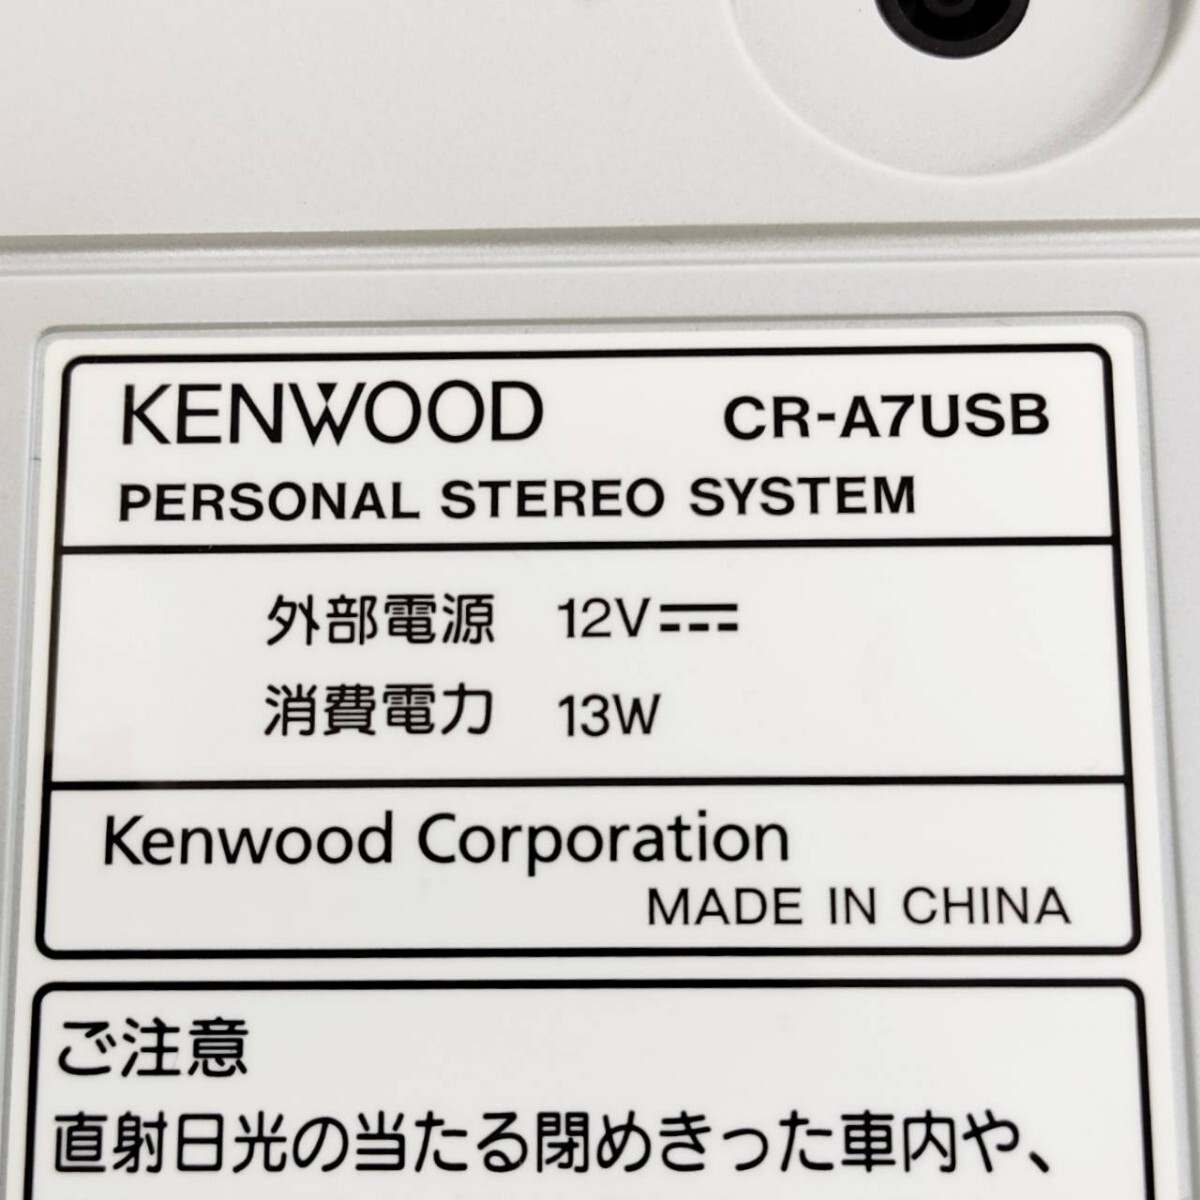 KENWOOD CR-A7USB
PERSONAL STEREO SYSTEM
外部電源 12V⎓
消費電力 13W
Kenwood Corporation
MADE IN CHINA
ご注意
直射日光の当たる閉めきった車内や、